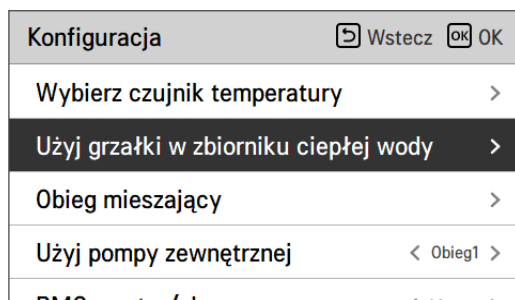 Konfiguracja Wstecz OK OK
Wybierz czujnik temperatury >
Użyj grzałki w zbiorniku ciepłej wody >
Obieg mieszający >
Użyj pompy zewnętrznej < Obieg1 >